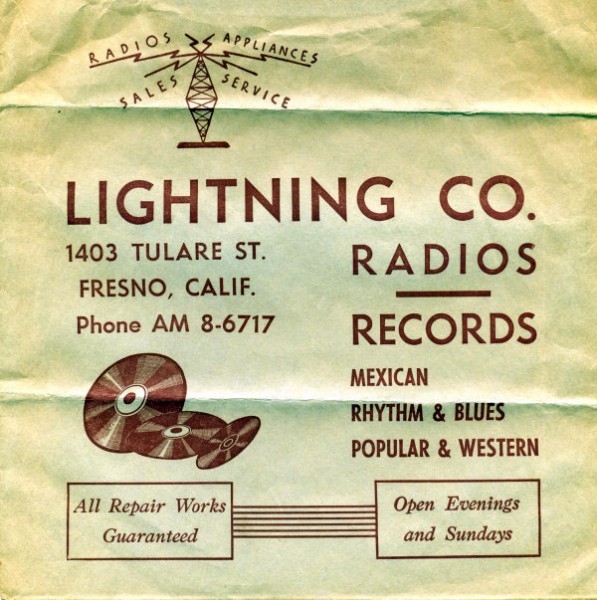 RADIOS APPLIANCES
SALES SERVICE
LIGHTNING CO.
1403 TULARE ST.
FRESNO, CALIF.
Phone AM 8-6717
RADIOS
RECORDS
MEXICAN
RHYTHM & BLUES
POPULAR & WESTERN
All Repair Works
Guaranteed
Open Evenings
and Sundays